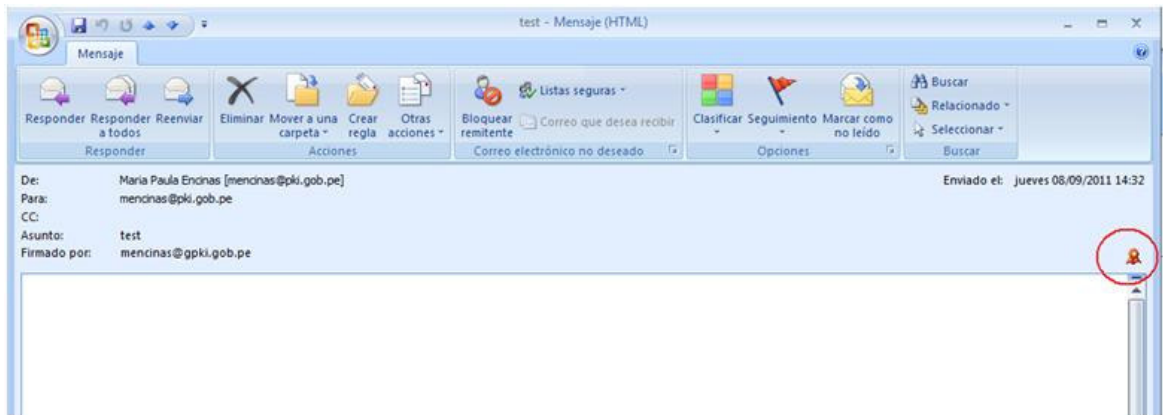 test - Mensaje (HTML)
Mensaje
Responder Responder a todos Reenviar
Responder
Eliminar Mover a una carpeta Crear regla Otras acciones
Acciones
Bloquear remitente Listas seguras
Correo que desea recibir
Correo electrónico no deseado
Clasificar Seguimiento Marcar como no leído
Opciones
Buscar
Relacionado
Seleccionar
Buscar
De: Maria Paula Encinas [mencinas@pki.gob.pe] Enviado el: jueves 08/09/2011 14:32
Para: mencinas@pki.gob.pe
CC:
Asunto: test
Firmado por: mencinas@gpki.gob.pe